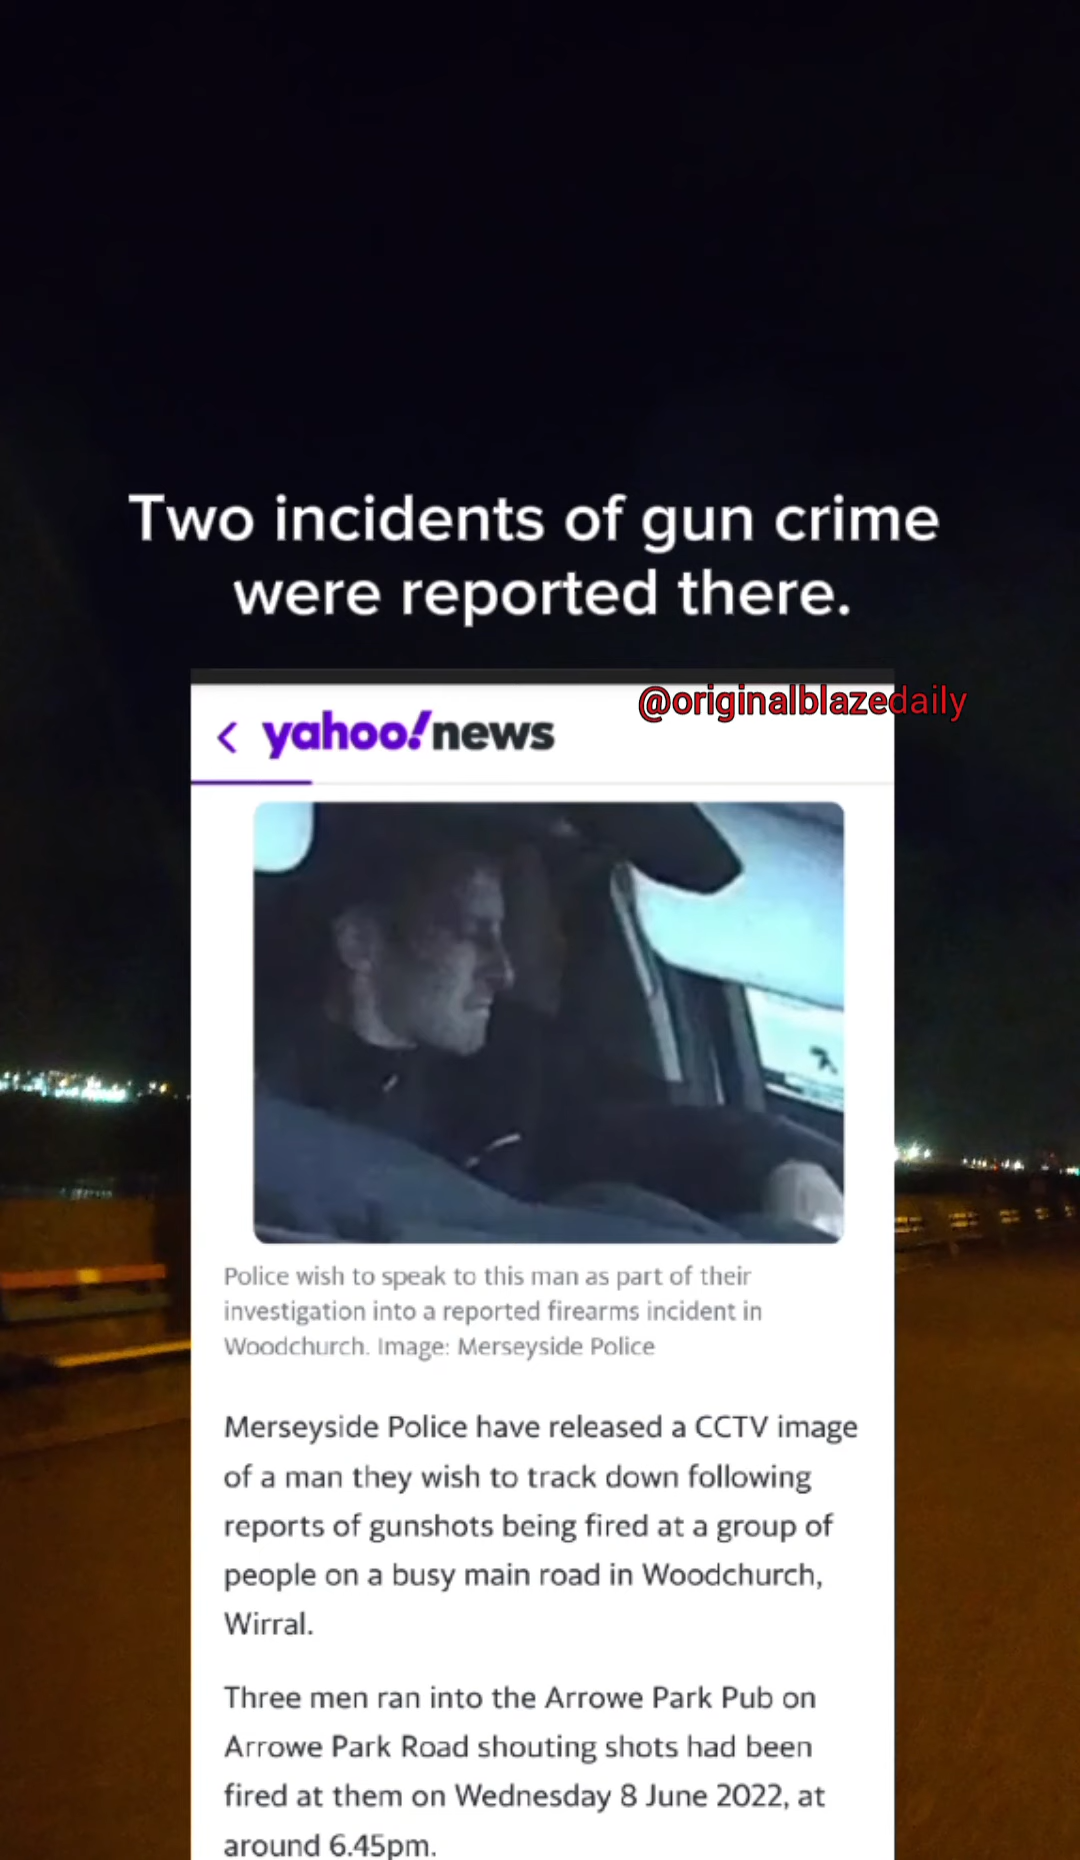 Two incidents of gun crime
were reported there.
@originalblazedaily
< yahoo!news
Police wish to speak to this man as part of their
investigation into a reported firearms incident in
Woodchurch. Image: Merseyside Police
Merseyside Police have released a CCTV image
of a man they wish to track down following
reports of gunshots being fired at a group of
people on a busy main road in Woodchurch,
Wirral.
Three men ran into the Arrowe Park Pub on
Arrowe Park Road shouting shots had been
fired at them on Wednesday 8 June 2022, at
around 6.45pm.